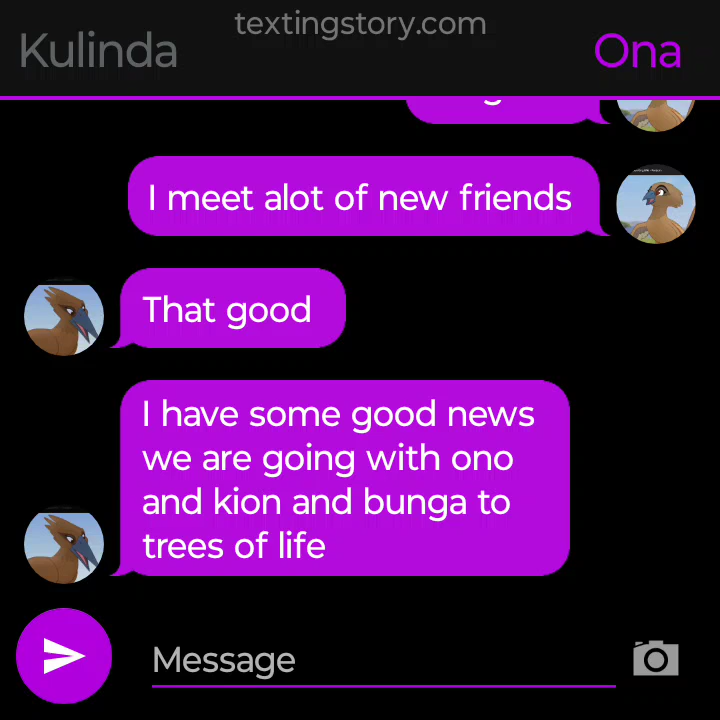 textingstory.com
Kulinda
Ona
I meet alot of new friends
That good
I have some good news
we are going with ono
and kion and bunga to
trees of life
Message